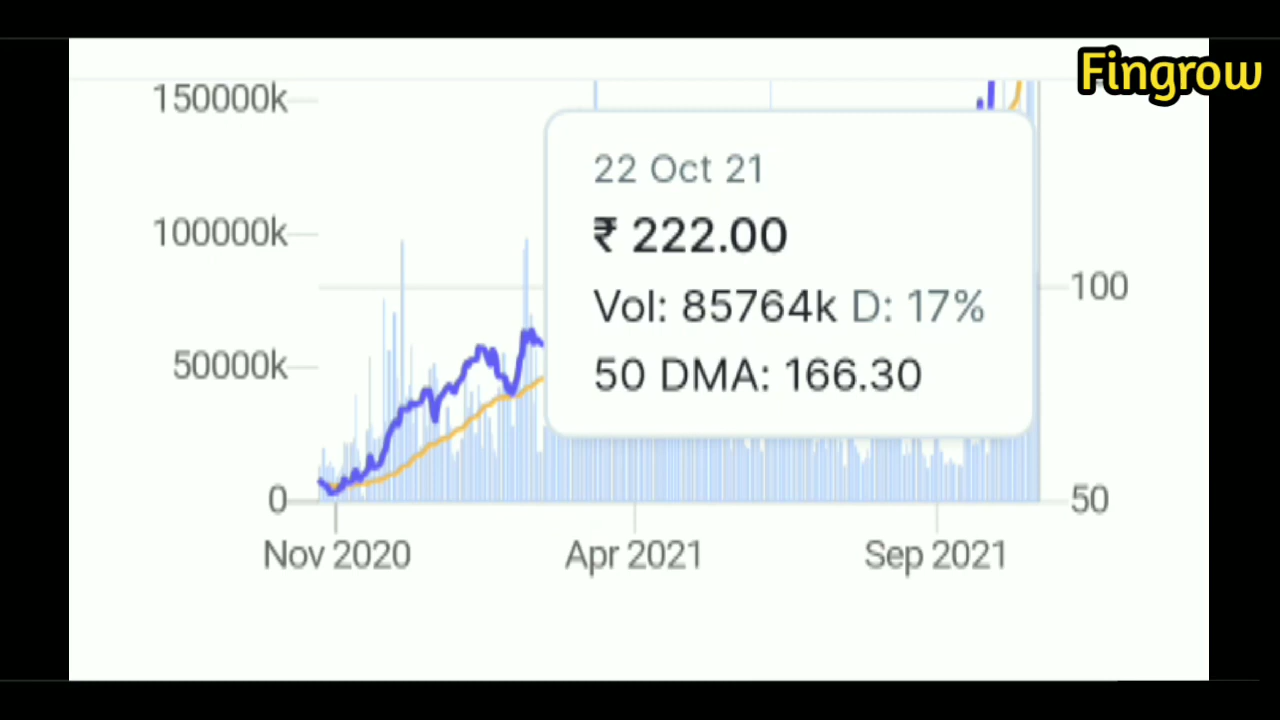 Fingrow
150000k
100000k
50000k
0
22 Oct 21
₹ 222.00
Vol: 85764k D: 17%
50 DMA: 166.30
100
50
Nov 2020 Apr 2021 Sep 2021